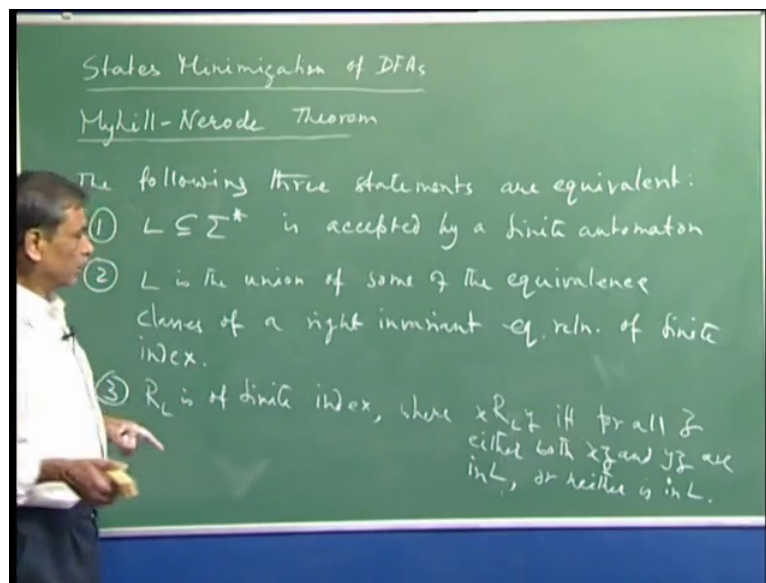 States Minimization of DFAs
Myhill-Nerode Theorem
The following three statements are equivalent:
① L ⊆ Σ* is accepted by a finite automaton
② L is the union of some of the equivalence
classes of a right invariant eq. reln. of finite
index.
③ R_L is of finite index, where x R_L y iff for all z
either both xz and yz are
in L, or neither is in L.